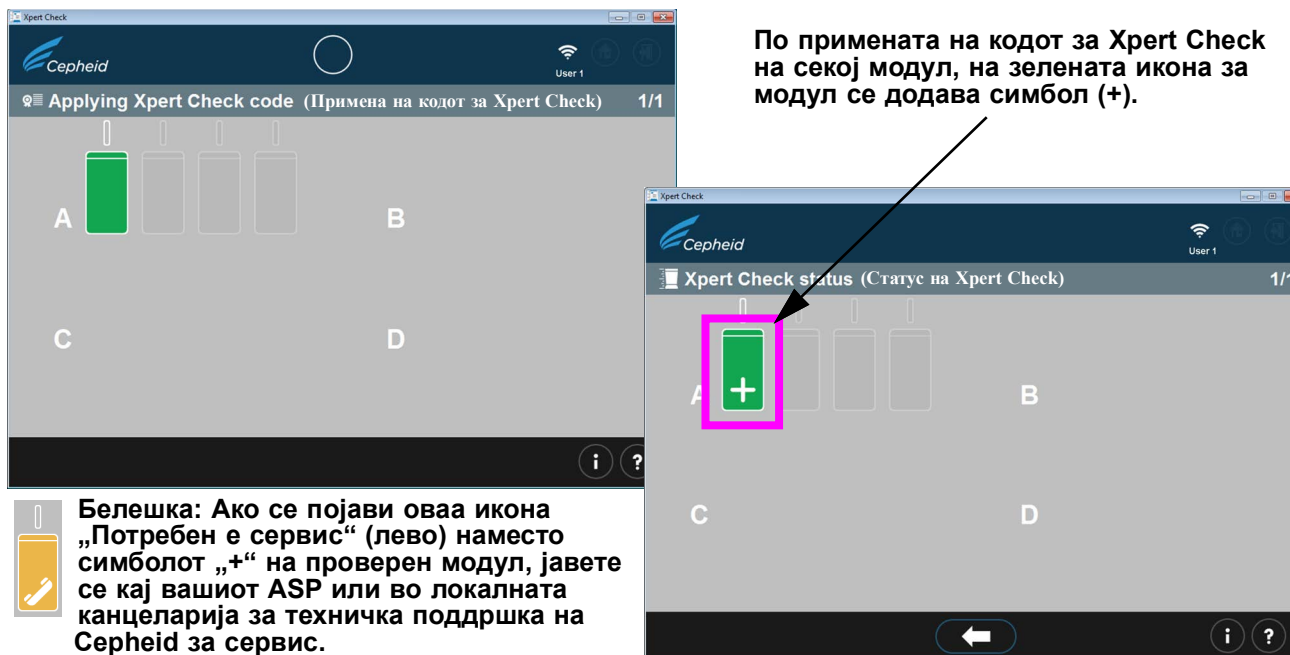 Xpert Check
Cepheid
User 1
Applying Xpert Check code (Примена на кодот за Xpert Check) 1/1
A
B
C
D
i ?
По примената на кодот за Xpert Check
на секој модул, на зелената икона за
модул се додава симбол (+).
Xpert Check
Cepheid
User 1
Xpert Check status (Статус на Xpert Check) 1/1
A
+
B
C
D
i ?
Белешка: Ако се појави оваа икона
„Потребен е сервис“ (лево) наместо
симболот „+“ на проверен модул, јавете
се кај вашиот ASP или во локалната
канцеларија за техничка поддршка на
Cepheid за сервис.